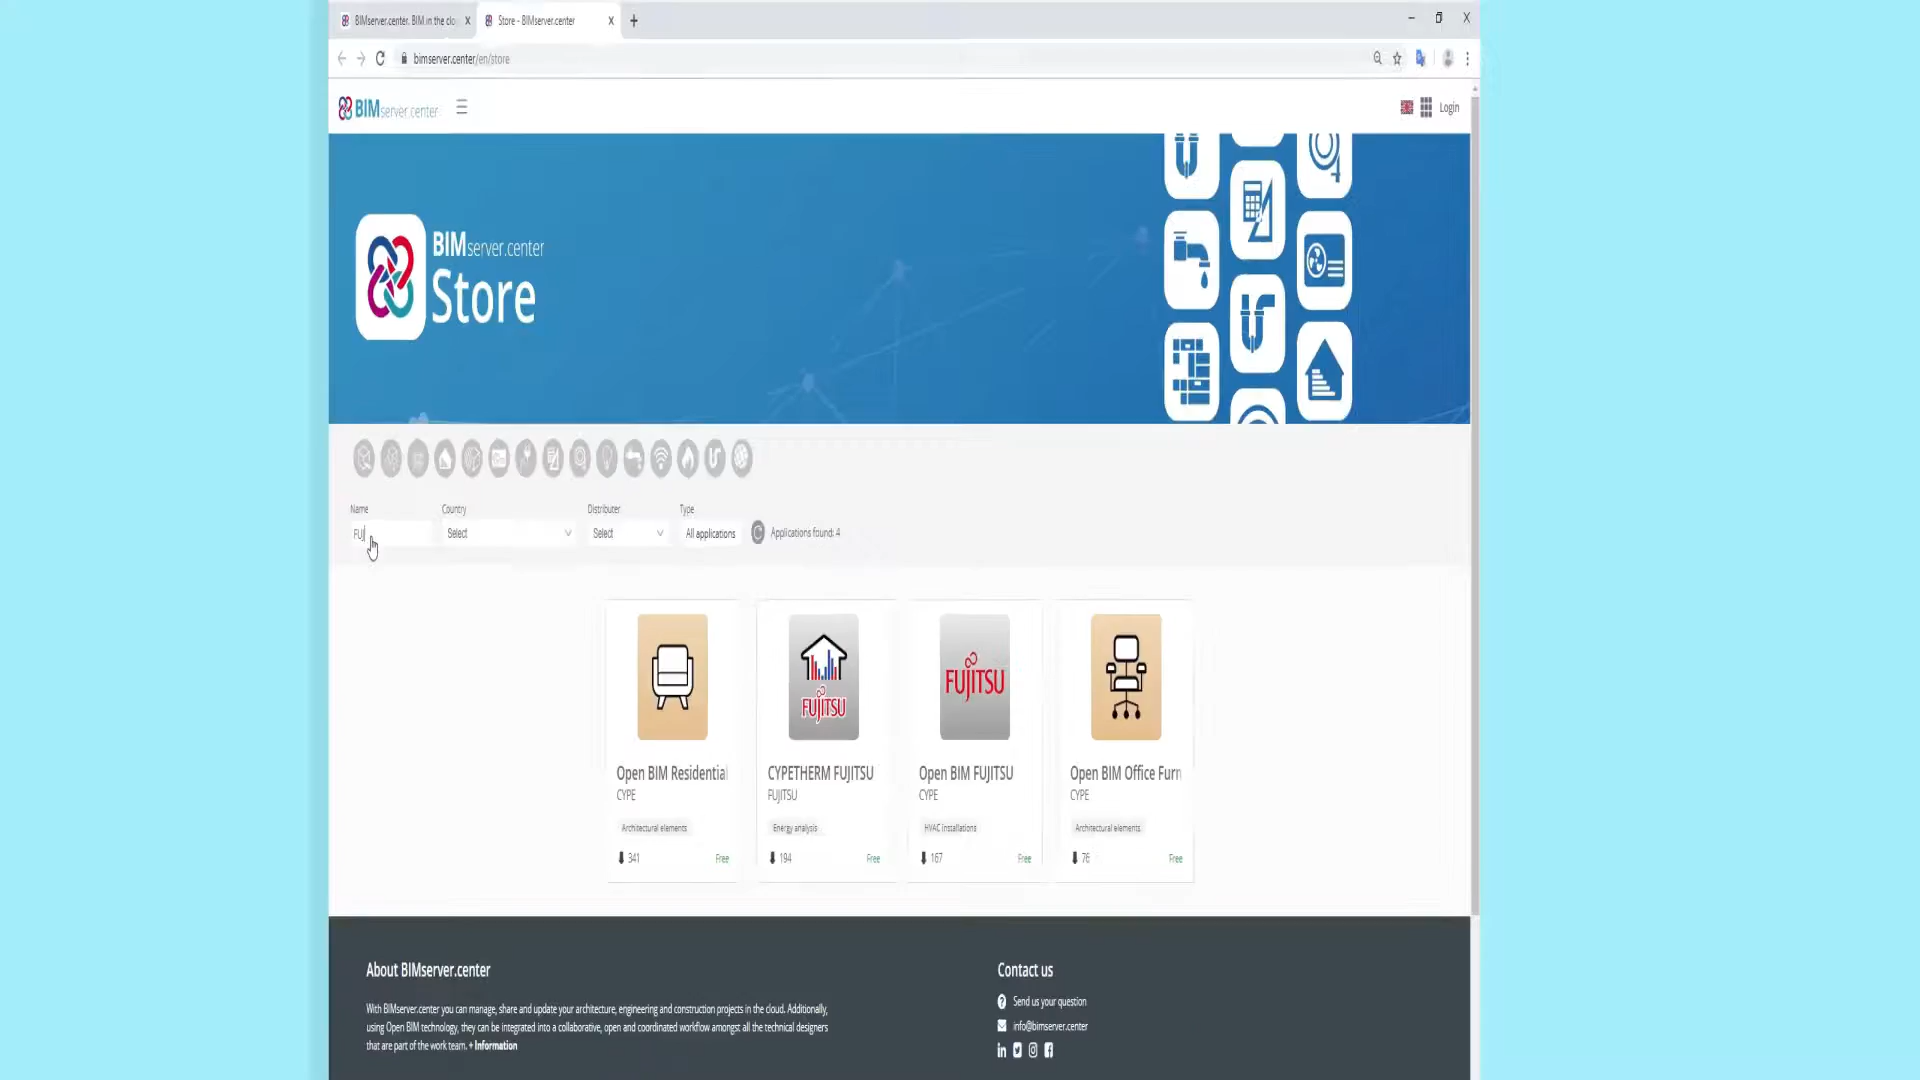 BIMserver.center. BIM in the clo
Store - BIMserver.center
bimserver.center/en/store
BIMserver.center
Login
BIMserver.center
Store
Name
Country
Distributer
Type
FUJ
Select
Select
All applications
Applications found: 4
FUJITSU
FUJITSU
Open BIM Residential
CYPE
Architectural elements
341
Free
CYPETHERM FUJITSU
FUJITSU
Energy analysis
194
Free
Open BIM FUJITSU
CYPE
HVAC installations
167
Free
Open BIM Office Furn
CYPE
Architectural elements
76
Free
About BIMserver.center
With BIMserver.center you can manage, share and update your architecture, engineering and construction projects in the cloud. Additionally,
using Open BIM technology, they can be integrated into a collaborative, open and coordinated workflow amongst all the technical designers
that are part of the work team. + Information
Contact us
Send us your question
info@bimserver.center